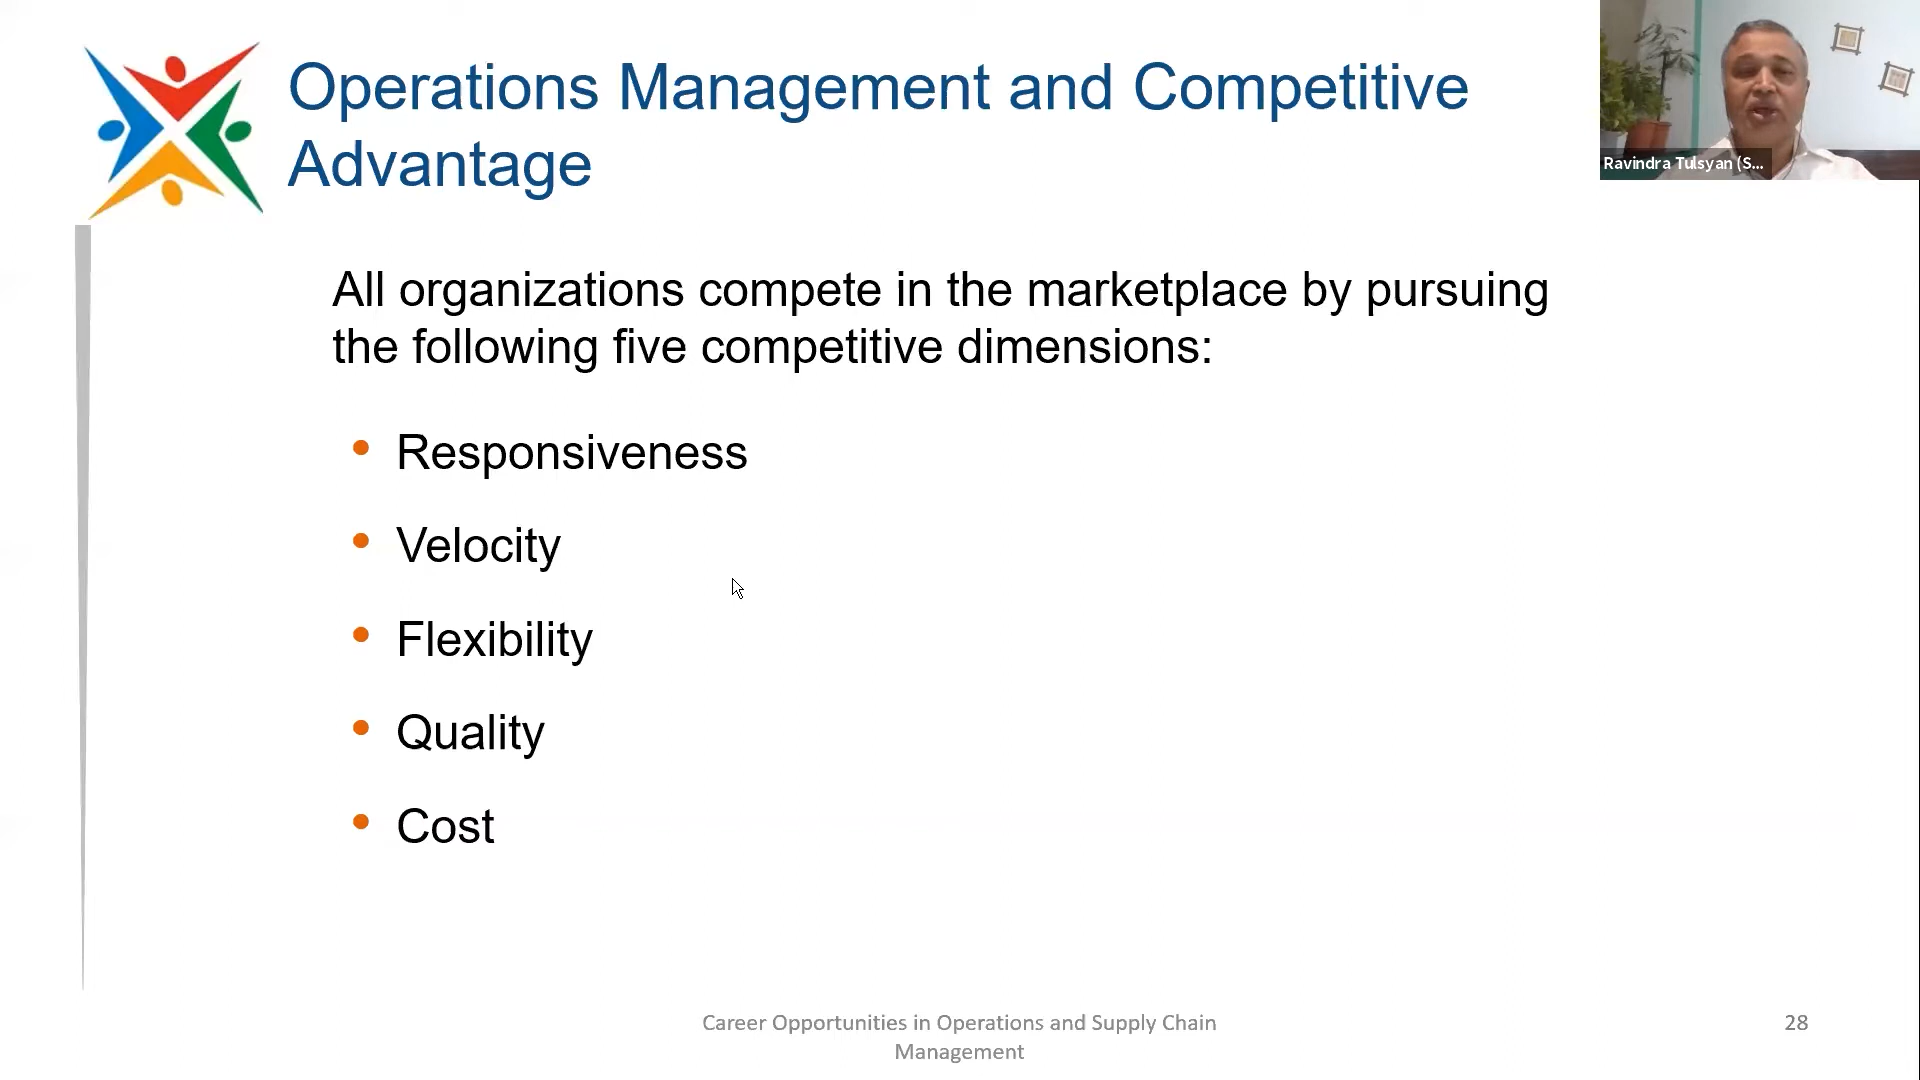 Operations Management and Competitive
Advantage
Ravindra Tulsyan (S...
All organizations compete in the marketplace by pursuing
the following five competitive dimensions:
• Responsiveness
• Velocity
• Flexibility
• Quality
• Cost
Career Opportunities in Operations and Supply Chain
Management
28